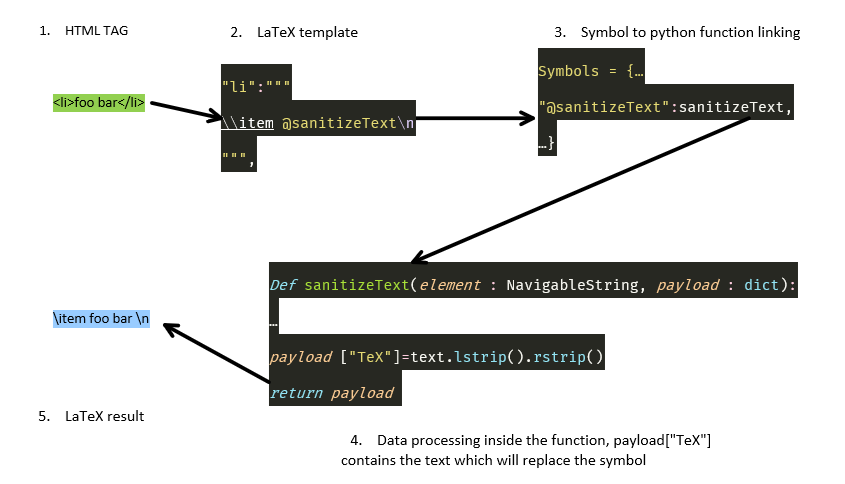 1. HTML TAG
2. LaTeX template
3. Symbol to python function linking
<li>foo bar</li>
"li":"""
\\item @sanitizeText\n
""",
Symbols = {…
"@sanitizeText":sanitizeText,
…}
Def sanitizeText(element : NavigableString, payload : dict):
…
payload ["TeX"]=text.lstrip().rstrip()
return payload
\item foo bar \n
5. LaTeX result
4. Data processing inside the function, payload["TeX"]
contains the text which will replace the symbol